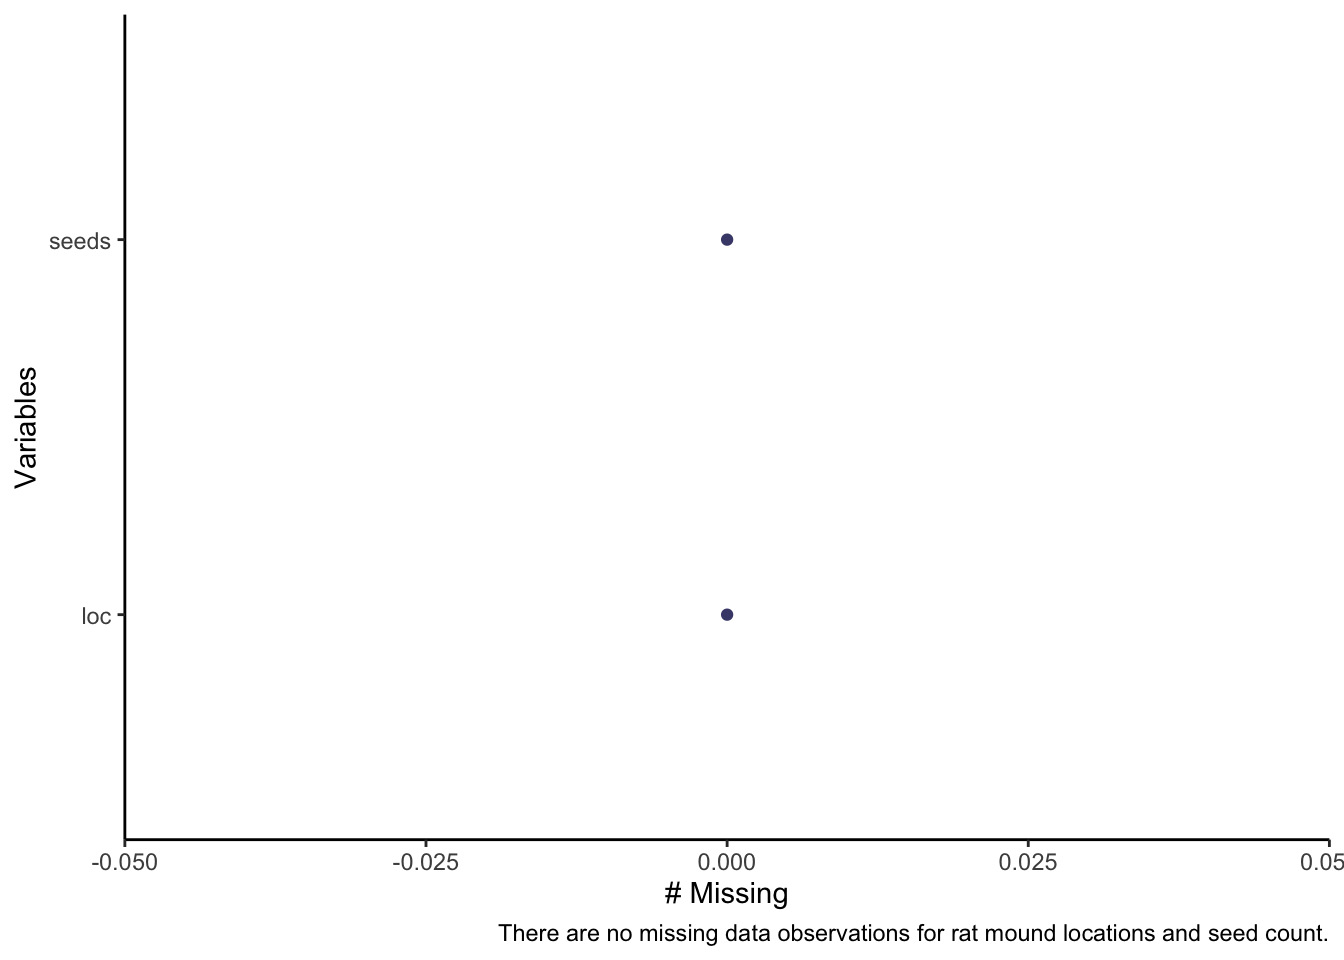 seeds
Variables
loc
-0.050 -0.025 0.000 0.025 0.05
# Missing
There are no missing data observations for rat mound locations and seed count.